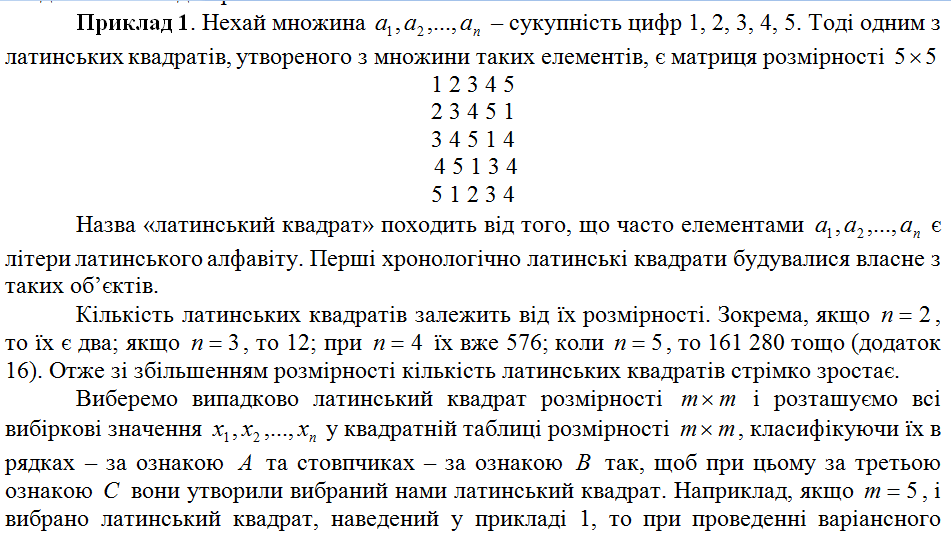 Приклад 1. Нехай множина a₁, a₂,..., aₙ – сукупність цифр 1, 2, 3, 4, 5. Тоді одним з
латинських квадратів, утвореного з множини таких елементів, є матриця розмірності 5×5
1 2 3 4 5
2 3 4 5 1
3 4 5 1 4
4 5 1 3 4
5 1 2 3 4
Назва «латинський квадрат» походить від того, що часто елементами a₁, a₂,..., aₙ є
літери латинського алфавіту. Перші хронологічно латинські квадрати будувалися власне з
таких об’єктів.
Кількість латинських квадратів залежить від їх розмірності. Зокрема, якщо n = 2,
то їх є два; якщо n = 3, то 12; при n = 4 їх вже 576; коли n = 5, то 161 280 тощо (додаток
16). Отже зі збільшенням розмірності кількість латинських квадратів стрімко зростає.
Виберемо випадково латинський квадрат розмірності m×m і розташуємо всі
вибіркові значення x₁, x₂,..., xₙ у квадратній таблиці розмірності m×m, класифікуючи їх в
рядках – за ознакою A та стовпчиках – за ознакою B так, щоб при цьому за третьою
ознакою C вони утворили вибраний нами латинський квадрат. Наприклад, якщо m = 5, і
вибрано латинський квадрат, наведений у прикладі 1, то при проведенні варіансного